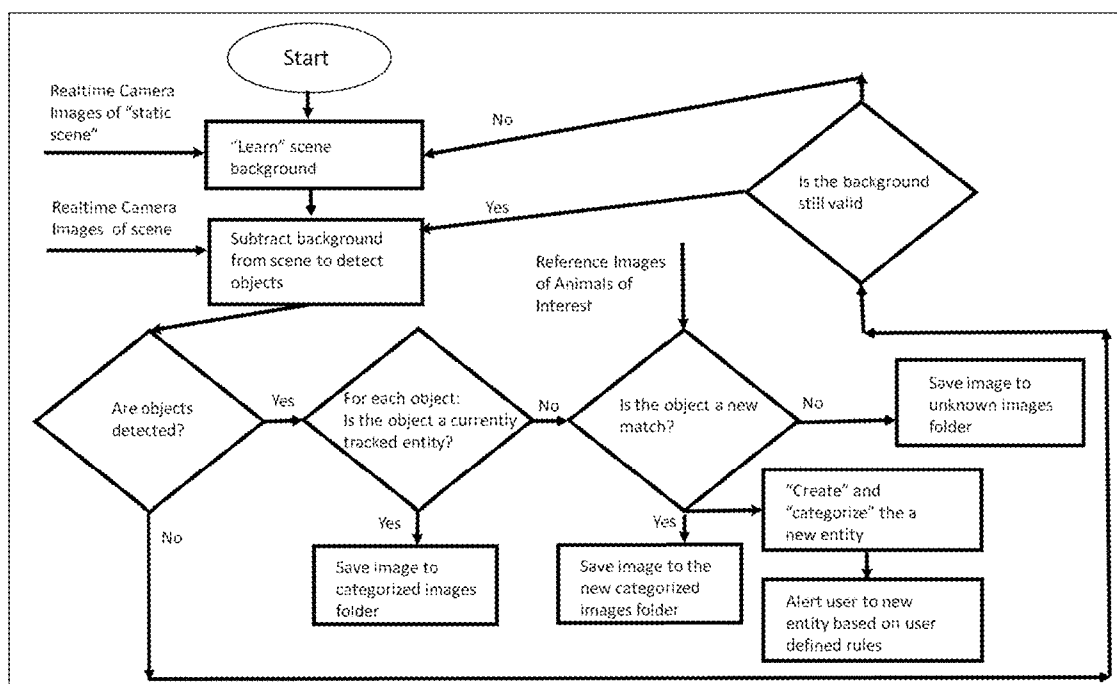 Start
Realtime Camera
Images of "static
scene"
"Learn" scene
background
No
Is the background
still valid
Yes
Realtime Camera
Images of scene
Subtract background
from scene to detect
objects
Reference Images
of Animals of
Interest
Are objects
detected?
Yes
For each object:
Is the object a currently
tracked entity?
No
Is the object a new
match?
No
Save image to
unknown images
folder
No
Yes
Save image to
categorized images
folder
Yes
Save image to the
new categorized
images folder
"Create" and
"categorize" the a
new entity
Alert user to new
entity based on user
defined rules